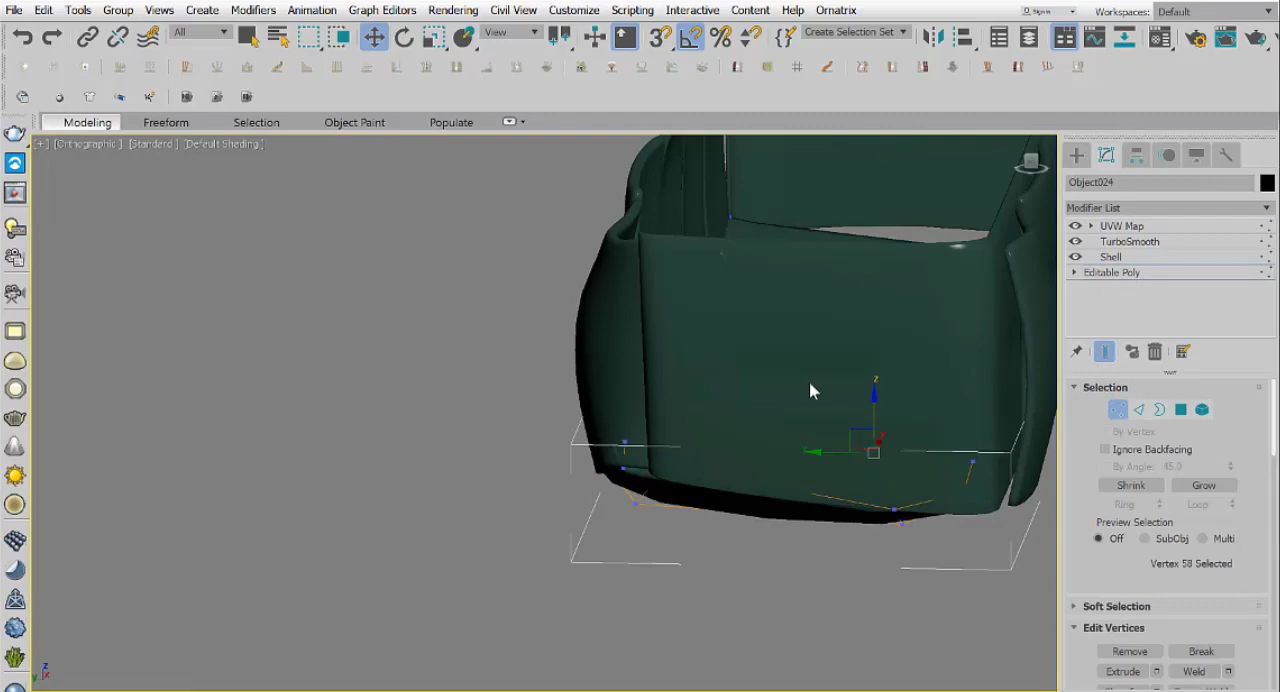 File Edit Tools Group Views Create Modifiers Animation Graph Editors Rendering Civil View Customize Scripting Interactive Content Help Ornatrix Sign In Workspaces: Default
All View Create Selection Set
Modeling Freeform Selection Object Paint Populate
[+] [Orthographic] [Standard] [Default Shading]
Object024
Modifier List
UVW Map
TurboSmooth
Shell
Editable Poly
Selection
By Vertex
Ignore Backfacing
By Angle: 45.0
Shrink Grow
Ring Loop
Preview Selection
Off SubObj Multi
Vertex 58 Selected
Soft Selection
Edit Vertices
Remove Break
Extrude Weld
z
z
y x